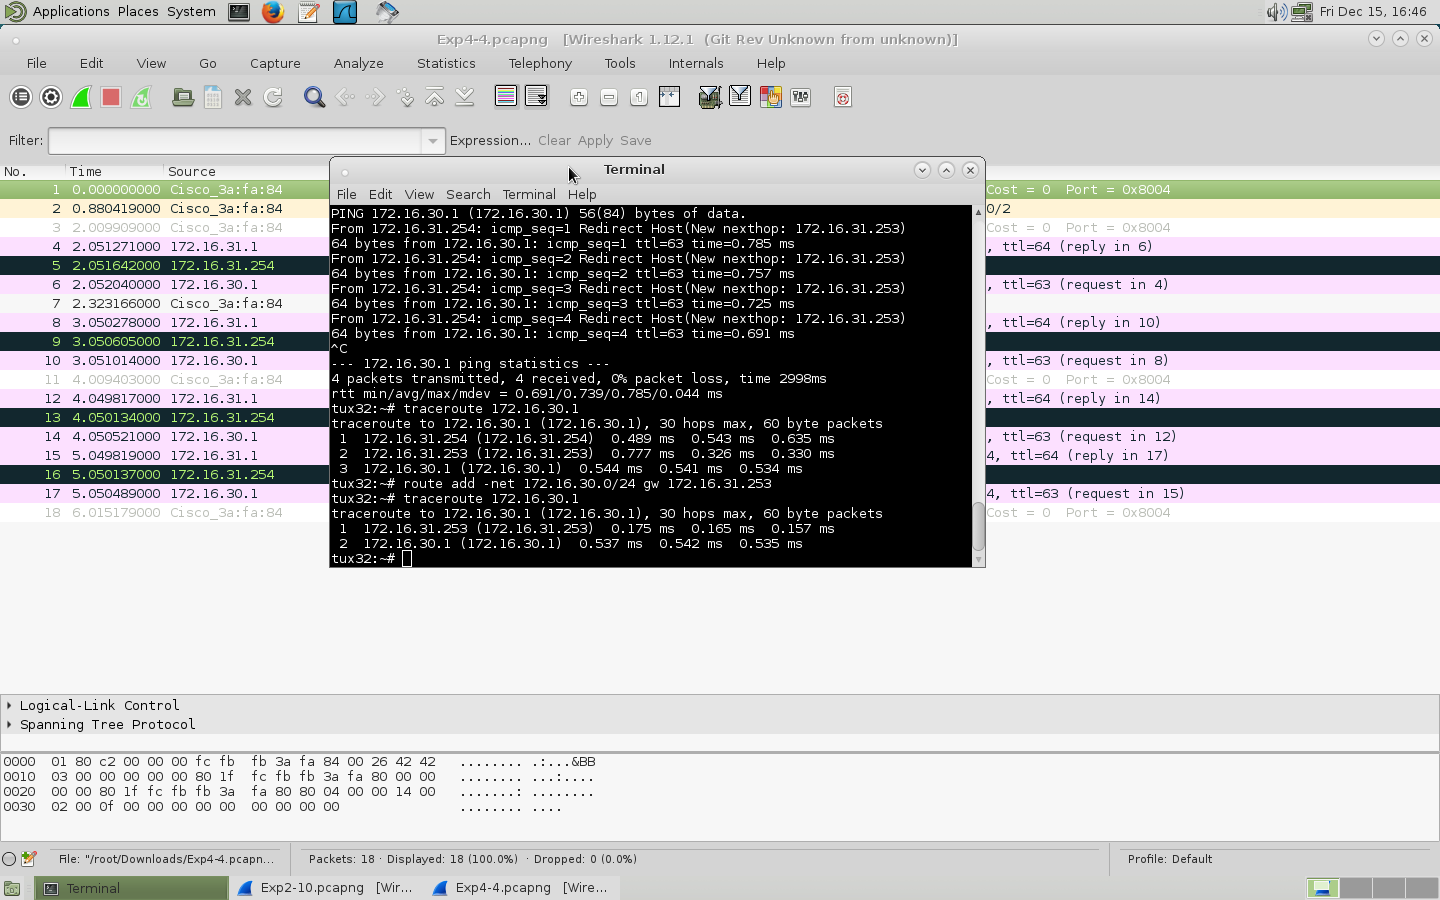 Applications Places System Fri Dec 15, 16:46
Exp4-4.pcapng [Wireshark 1.12.1 (Git Rev Unknown from unknown)]
File Edit View Go Capture Analyze Statistics Telephony Tools Internals Help
Filter: Expression... Clear Apply Save
No. Time Source
1 0.000000000 Cisco_3a:fa:84 Cost = 0 Port = 0x8004
2 0.880419000 Cisco_3a:fa:84 0/2
3 2.009909000 Cisco_3a:fa:84 Cost = 0 Port = 0x8004
4 2.051271000 172.16.31.1 , ttl=64 (reply in 6)
5 2.051642000 172.16.31.254
6 2.052040000 172.16.30.1 , ttl=63 (request in 4)
7 2.323166000 Cisco_3a:fa:84
8 3.050278000 172.16.31.1 , ttl=64 (reply in 10)
9 3.050605000 172.16.31.254
10 3.051014000 172.16.30.1 , ttl=63 (request in 8)
11 4.009403000 Cisco_3a:fa:84 Cost = 0 Port = 0x8004
12 4.049817000 172.16.31.1 , ttl=64 (reply in 14)
13 4.050134000 172.16.31.254
14 4.050521000 172.16.30.1 , ttl=63 (request in 12)
15 5.049819000 172.16.31.1 4, ttl=64 (reply in 17)
16 5.050137000 172.16.31.254
17 5.050489000 172.16.30.1 4, ttl=63 (request in 15)
18 6.015179000 Cisco_3a:fa:84 Cost = 0 Port = 0x8004
Terminal
File Edit View Search Terminal Help
PING 172.16.30.1 (172.16.30.1) 56(84) bytes of data.
From 172.16.31.254: icmp_seq=1 Redirect Host(New nexthop: 172.16.31.253)
64 bytes from 172.16.30.1: icmp_seq=1 ttl=63 time=0.785 ms
From 172.16.31.254: icmp_seq=2 Redirect Host(New nexthop: 172.16.31.253)
64 bytes from 172.16.30.1: icmp_seq=2 ttl=63 time=0.757 ms
From 172.16.31.254: icmp_seq=3 Redirect Host(New nexthop: 172.16.31.253)
64 bytes from 172.16.30.1: icmp_seq=3 ttl=63 time=0.725 ms
From 172.16.31.254: icmp_seq=4 Redirect Host(New nexthop: 172.16.31.253)
64 bytes from 172.16.30.1: icmp_seq=4 ttl=63 time=0.691 ms
^C
--- 172.16.30.1 ping statistics ---
4 packets transmitted, 4 received, 0% packet loss, time 2998ms
rtt min/avg/max/mdev = 0.691/0.739/0.785/0.044 ms
tux32:~# traceroute 172.16.30.1
traceroute to 172.16.30.1 (172.16.30.1), 30 hops max, 60 byte packets
1 172.16.31.254 (172.16.31.254) 0.489 ms 0.543 ms 0.635 ms
2 172.16.31.253 (172.16.31.253) 0.777 ms 0.326 ms 0.330 ms
3 172.16.30.1 (172.16.30.1) 0.544 ms 0.541 ms 0.534 ms
tux32:~# route add -net 172.16.30.0/24 gw 172.16.31.253
tux32:~# traceroute 172.16.30.1
traceroute to 172.16.30.1 (172.16.30.1), 30 hops max, 60 byte packets
1 172.16.31.253 (172.16.31.253) 0.175 ms 0.165 ms 0.157 ms
2 172.16.30.1 (172.16.30.1) 0.537 ms 0.542 ms 0.535 ms
tux32:~#
Logical-Link Control
Spanning Tree Protocol
0000 01 80 c2 00 00 00 fc fb fb 3a fa 84 00 26 42 42 ........ .:...&BB
0010 03 00 00 00 00 00 80 1f fc fb fb 3a fa 80 00 00 ........ ...:....
0020 00 00 80 1f fc fb fb 3a fa 80 80 04 00 00 14 00 .......: ........
0030 02 00 0f 00 00 00 00 00 00 00 00 00 ........ ....
File: "/root/Downloads/Exp4-4.pcapn... Packets: 18 · Displayed: 18 (100.0%) · Dropped: 0 (0.0%) Profile: Default
Terminal Exp2-10.pcapng [Wir... Exp4-4.pcapng [Wire...